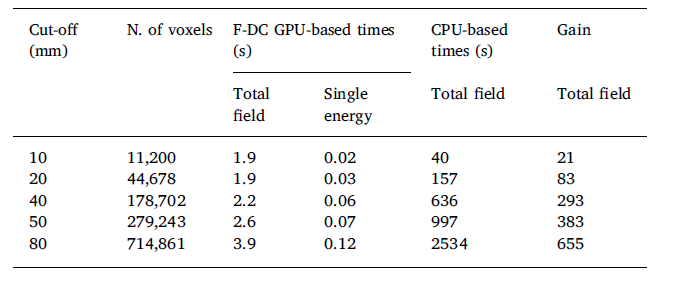 Cut-off N. of voxels F-DC GPU-based times CPU-based Gain
(mm) (s) times (s)
Total Single Total field Total field
field energy
10 11,200 1.9 0.02 40 21
20 44,678 1.9 0.03 157 83
40 178,702 2.2 0.06 636 293
50 279,243 2.6 0.07 997 383
80 714,861 3.9 0.12 2534 655